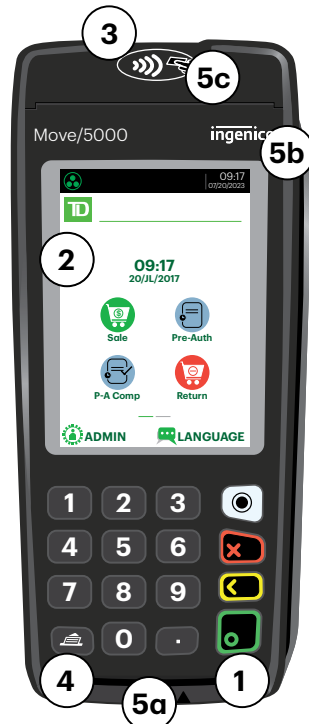 3
5c
Move/5000
ingenico
5b
09:17
07/20/2023
TD
2
09:17
20/JL/2017
Sale
Pre-Auth
P-A Comp
Return
ADMIN
LANGUAGE
1 2 3
4 5 6
7 8 9
0 .
4
5a
1